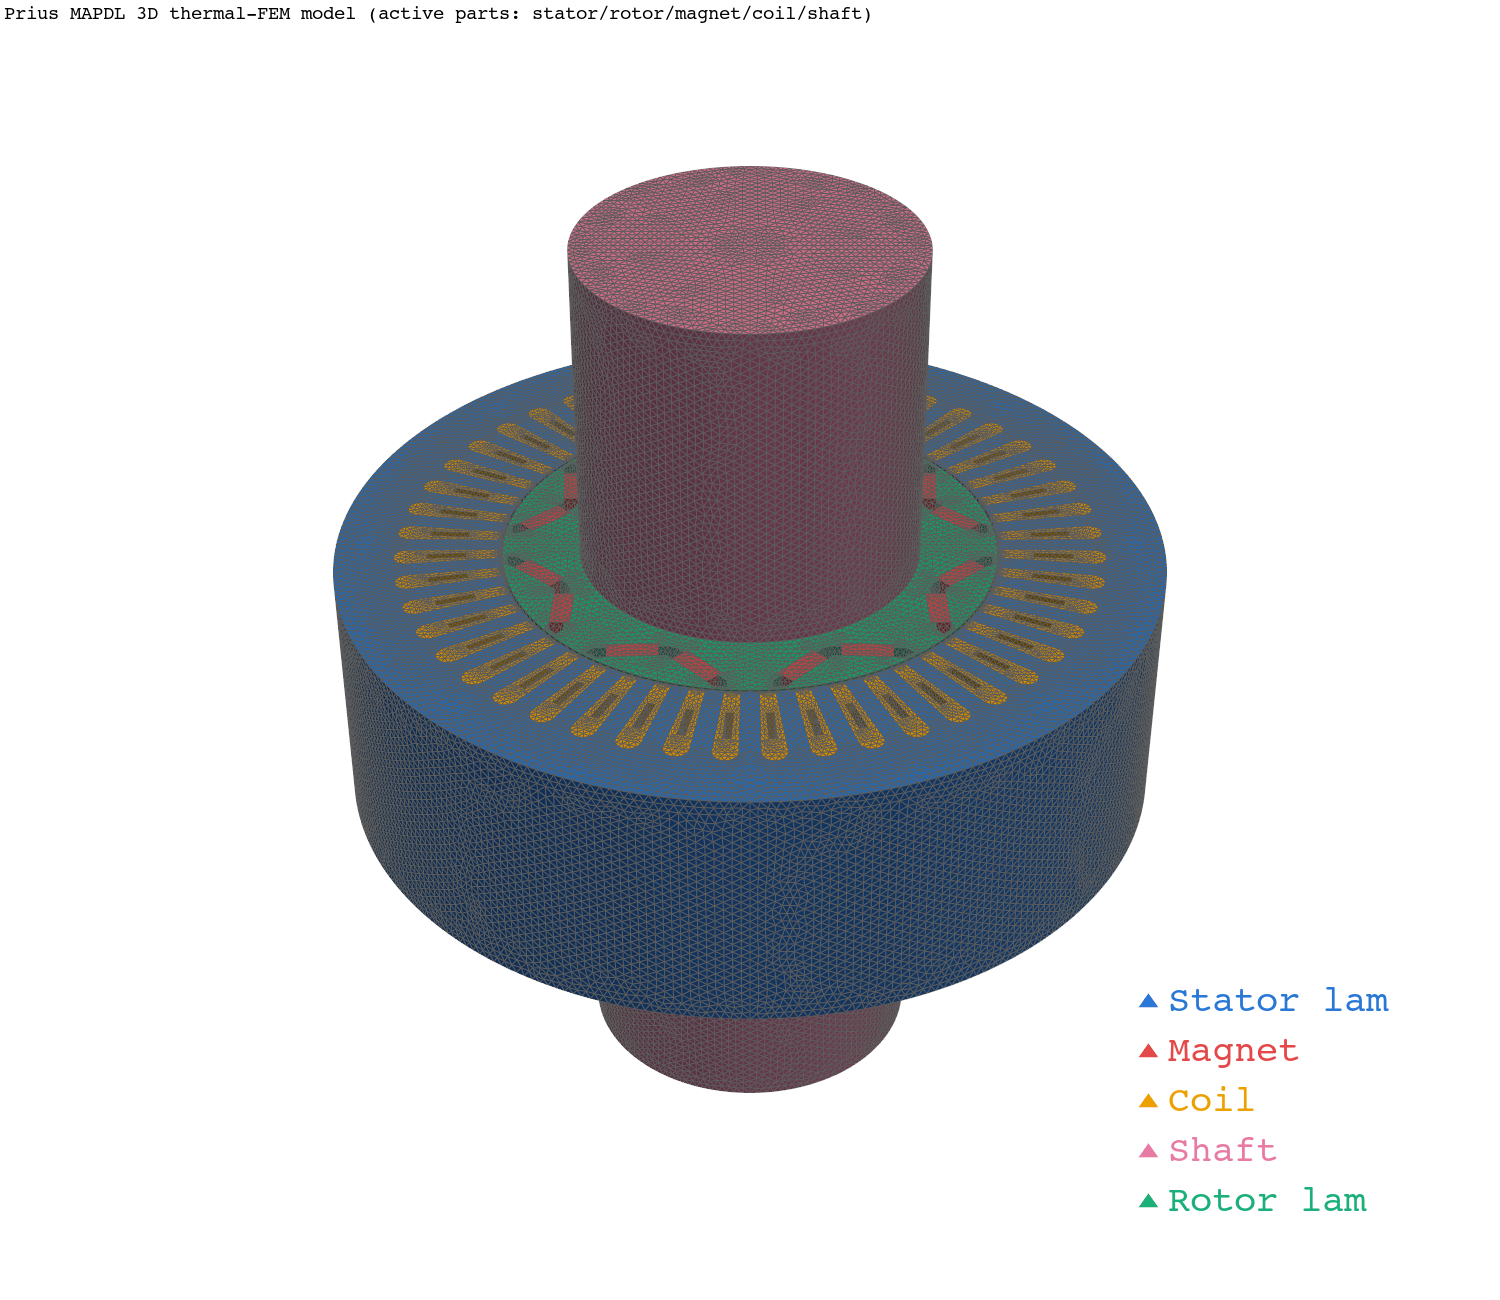 Prius MAPDL 3D thermal-FEM model (active parts: stator/rotor/magnet/coil/shaft)
Stator lam
Magnet
Coil
Shaft
Rotor lam